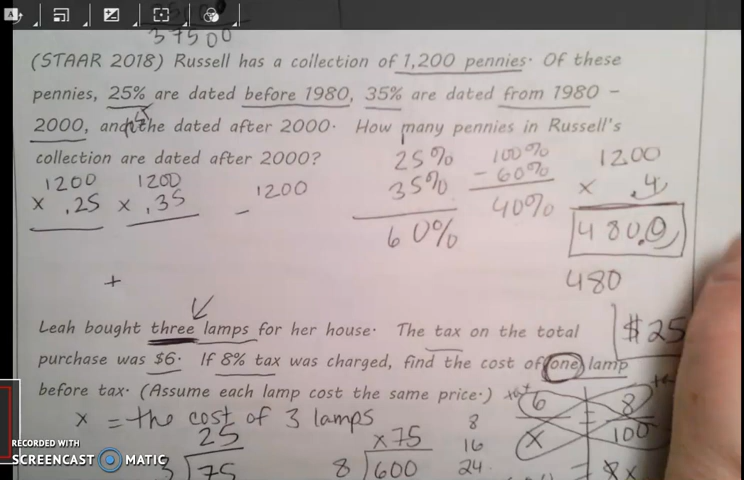 37500
(STAAR 2018) Russell has a collection of 1,200 pennies. Of these
pennies, 25% are dated before 1980, 35% are dated from 1980 –
2000, and the dated after 2000. How many pennies in Russell's
collection are dated after 2000?
1200 1200 1200 25% 100% 1200
x .25 x .35 – 35% - 60% x .4
60% 40% 480.0
+ 480
Leah bought three lamps for her house. The tax on the total $25
purchase was $6. If 8% tax was charged, find the cost of one lamp
before tax. (Assume each lamp cost the same price.) 6 = 8
x = the cost of 3 lamps x 100
25 x75 8
3 75 8 600 16
24 = 8x
RECORDED WITH
SCREENCAST MATIC